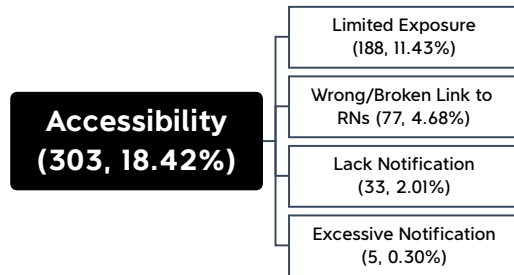 Accessibility
(303, 18.42%)
Limited Exposure
(188, 11.43%)
Wrong/Broken Link to
RNs (77, 4.68%)
Lack Notification
(33, 2.01%)
Excessive Notification
(5, 0.30%)